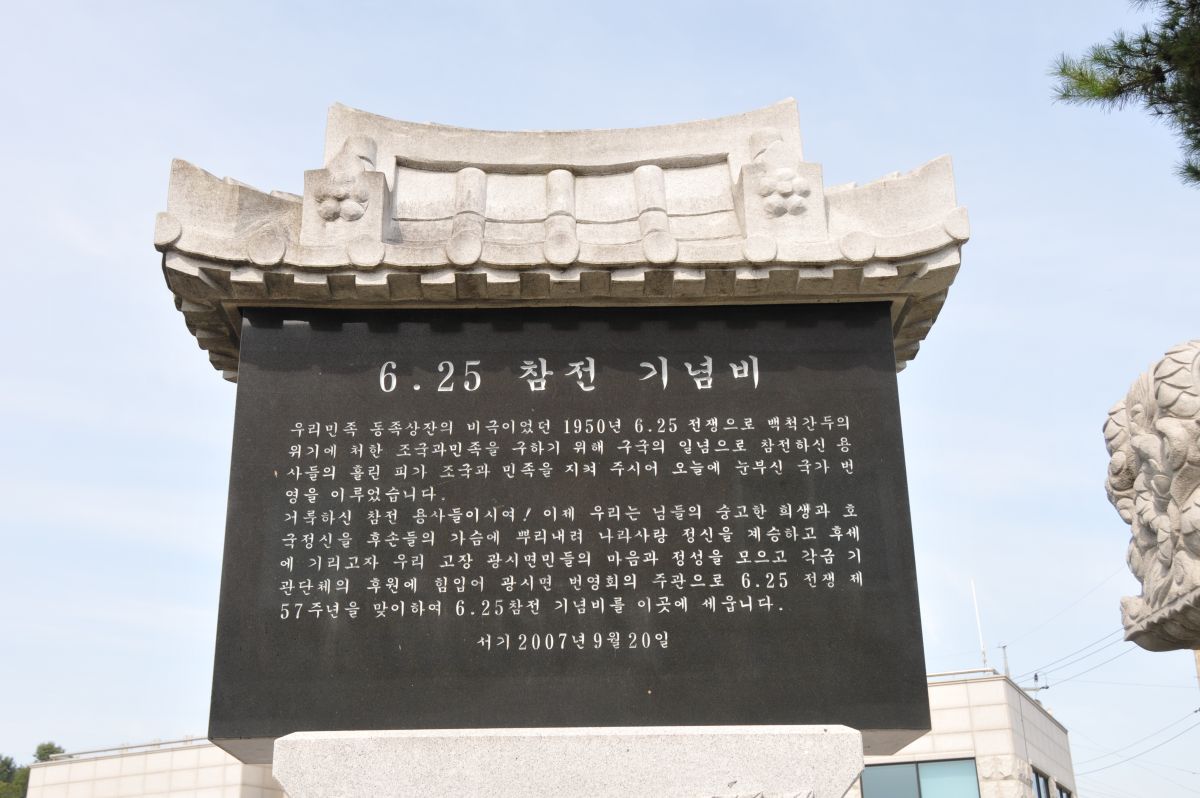 6.25 참전 기념비
우리민족 동족상잔의 비극이었던 1950년 6.25 전쟁으로 백척간두의
위기에 처한 조국과민족을 구하기 위해 구국의 일념으로 참전하신 용
사들의 흘린 피가 조국과 민족을 지켜 주시어 오늘에 눈부신 국가 번
영을 이루었습니다.
거룩하신 참전 용사들이시여! 이제 우리는 님들의 숭고한 희생과 호
국정신을 후손들의 가슴에 뿌리내려 나라사랑 정신을 계승하고 후세
에 기리고자 우리 고장 광시면민들의 마음과 정성을 모으고 각급 기
관단체의 후원에 힘입어 광시면 번영회의 주관으로 6.25 전쟁 제
57주년을 맞이하여 6.25참전 기념비를 이곳에 세웁니다.
서기 2007년 9월 20일